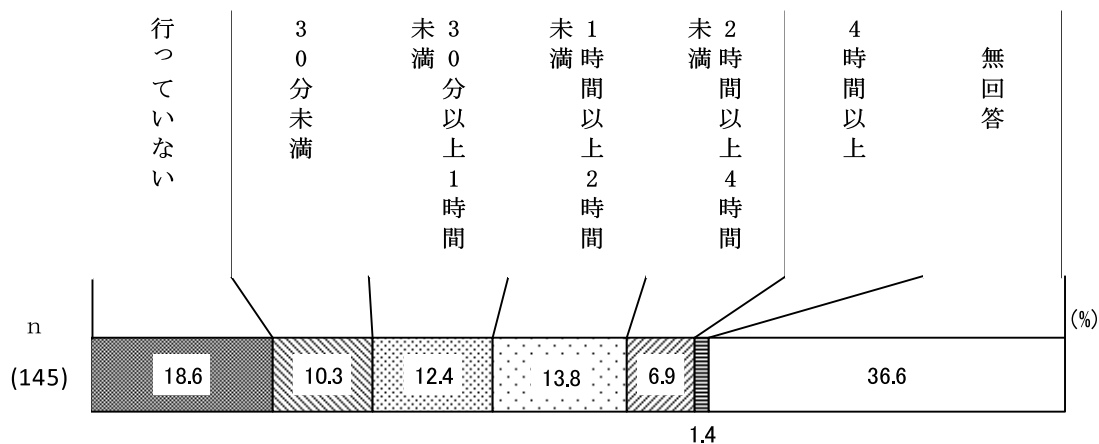 行っていない
30分未満
30分以上1時間
未満
1時間以上2時間
未満
2時間以上4時間
未満
4時間以上
無回答
n
(%)
(145)
18.6
10.3
12.4
13.8
6.9
36.6
1.4